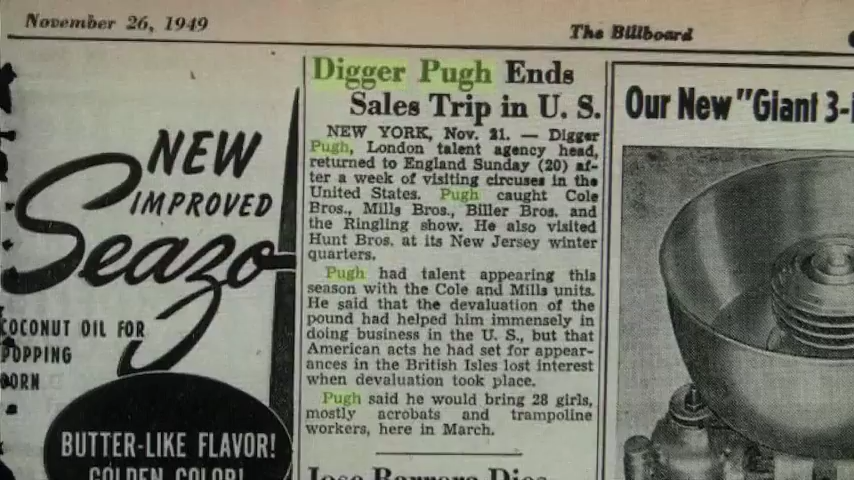 November 26, 1949
The Billboard
NEW
IMPROVED
Seazo
COCONUT OIL FOR
POPPING
CORN
BUTTER-LIKE FLAVOR!
GOLDEN COLOR!
Digger Pugh Ends
Sales Trip in U. S.
NEW YORK, Nov. 21. — Digger
Pugh, London talent agency head,
returned to England Sunday (20) af-
ter a week of visiting circuses in the
United States. Pugh caught Cole
Bros., Mills Bros., Biller Bros. and
the Ringling show. He also visited
Hunt Bros. at its New Jersey winter
quarters.
Pugh had talent appearing this
season with the Cole and Mills units.
He said that the devaluation of the
pound had helped him immensely in
doing business in the U. S., but that
American acts he had set for appear-
ances in the British Isles lost interest
when devaluation took place.
Pugh said he would bring 28 girls,
mostly acrobats and trampoline
workers, here in March.
Our New "Giant 3-